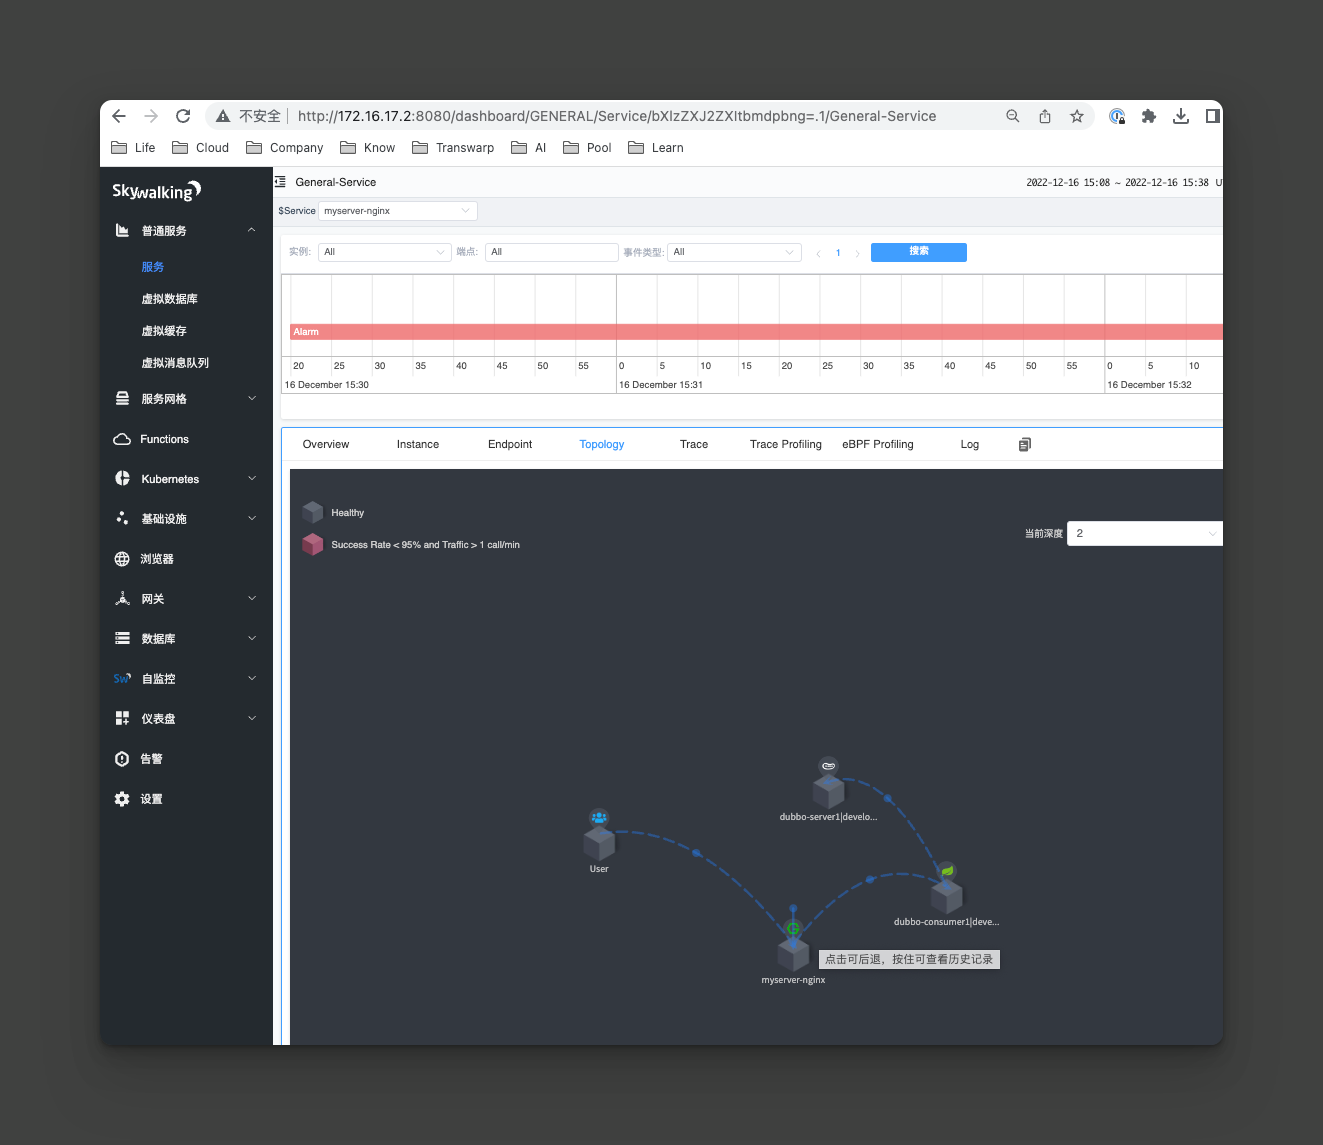 不安全 http://172.16.17.2:8080/dashboard/GENERAL/Service/bXlzZXJ2ZXItbmdpbng=.1/General-Service
Life Cloud Company Know Transwarp AI Pool Learn
Skywalking
普通服务
服务
虚拟数据库
虚拟缓存
虚拟消息队列
服务网格
Functions
Kubernetes
基础设施
浏览器
网关
数据库
Sw 自监控
仪表盘
告警
设置
General-Service 2022-12-16 15:08 ~ 2022-12-16 15:38 U
$Service myserver-nginx
实例: All 端点: All 事件类型: All 1 搜索
Alarm
20 25 30 35 40 45 50 55 0 5 10 15 20 25 30 35 40 45 50 55 0 5 10
16 December 15:30 16 December 15:31 16 December 15:32
Overview Instance Endpoint Topology Trace Trace Profiling eBPF Profiling Log
Healthy
Success Rate < 95% and Traffic > 1 call/min
当前深度 2
dubbo-server1|develo...
User
dubbo-consumer1|deve...
点击可后退，按住可查看历史记录
myserver-nginx